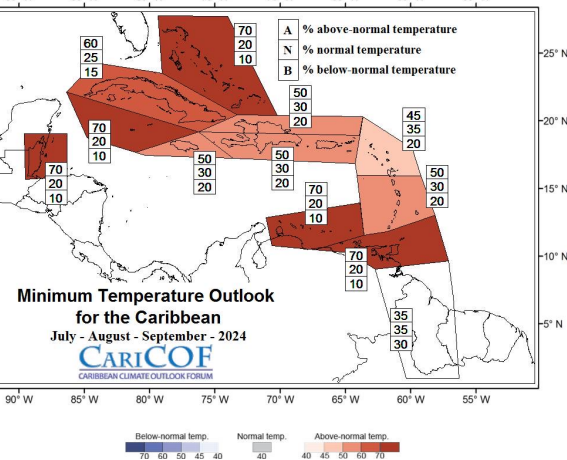 A % above-normal temperature
N % normal temperature
B % below-normal temperature
60
25
15
70
20
10
50
30
20
45
35
20
70
20
10
70
20
10
50
30
20
50
30
20
50
30
20
70
20
10
70
20
10
35
35
30
25° N
20° N
15° N
10° N
5° N
Minimum Temperature Outlook
for the Caribbean
July - August - September - 2024
CARICOF
CARIBBEAN CLIMATE OUTLOOK FORUM
90° W 85° W 80° W 75° W 70° W 65° W 60° W 55° W
Below-normal temp. Normal temp. Above-normal temp.
70 60 50 45 40 40 40 45 50 60 70